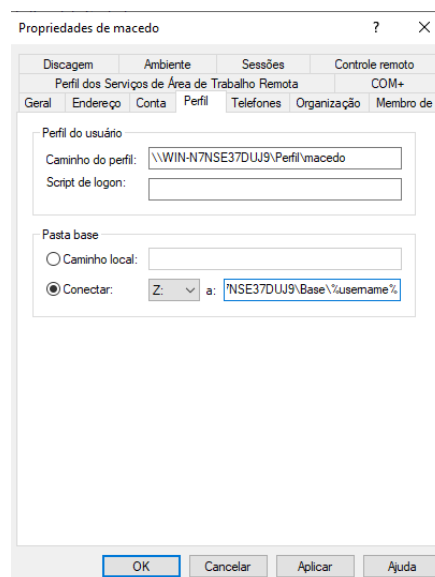 Propriedades de macedo ? ×
Discagem Ambiente Sessões Controle remoto
Perfil dos Serviços de Área de Trabalho Remota COM+
Geral Endereço Conta Perfil Telefones Organização Membro de
Perfil do usuário
Caminho do perfil: \\WIN-N7NSE37DUJ9\Perfil\macedo
Script de logon:
Pasta base
Caminho local:
Conectar: Z: a: 7NSE37DUJ9\Base\%username%
OK Cancelar Aplicar Ajuda